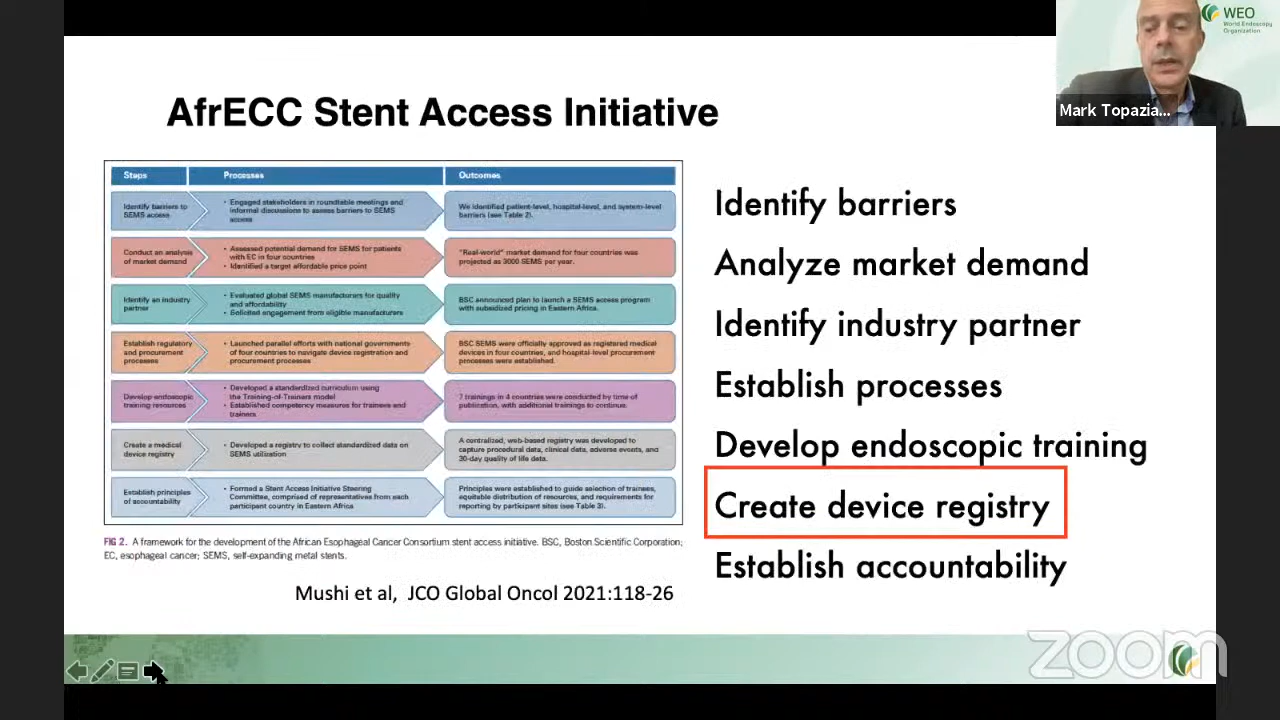 WEO
World Endoscopy
Organization
Mark Topazia...
AfrECC Stent Access Initiative
Steps
Processes
Outcomes
Identify barriers to
SEMS access
• Engaged stakeholders in roundtable meetings and
informal discussions to assess barriers to SEMS
access
We identified patient-level, hospital-level, and system-level
barriers (see Table 2).
Conduct an analysis
of market demand
• Assessed potential demand for SEMS for patients
with EC in four countries
• Identified a target affordable price point
"Real-world" market demand for four countries was
projected as 3000 SEMS per year.
Identify an industry
partner
• Evaluated global SEMS manufacturers for quality
and affordability
• Solicited engagement from eligible manufacturers
BSC announced plan to launch a SEMS access program
with subsidized pricing in Eastern Africa.
Establish regulatory
and procurement
processes
• Launched parallel efforts with national governments
of four countries to navigate device registration and
procurement processes
BSC SEMS were officially approved as registered medical
devices in four countries, and hospital-level procurement
processes were established.
Develop endoscopic
training resources
• Developed a standardized curriculum using
the Training-of-Trainers model
• Established competency measures for trainees and
trainers
7 trainings in 4 countries were conducted by time of
publication, with additional trainings to continue.
Create a medical
device registry
• Developed a registry to collect standardized data on
SEMS utilization
A centralized, web-based registry was developed to
capture procedural data, clinical data, adverse events, and
30-day quality of life data.
Establish principles
of accountability
• Formed a Stent Access Initiative Steering
Committee, comprised of representatives from each
participant country in Eastern Africa
Principles were established to guide selection of trainees,
equitable distribution of resources, and requirements for
reporting by participant sites (see Table 3).
FIG 2. A framework for the development of the African Esophageal Cancer Consortium stent access initiative. BSC, Boston Scientific Corporation;
EC, esophageal cancer; SEMS, self-expanding metal stents.
Mushi et al, JCO Global Oncol 2021:118-26
Identify barriers
Analyze market demand
Identify industry partner
Establish processes
Develop endoscopic training
Create device registry
Establish accountability
zoom